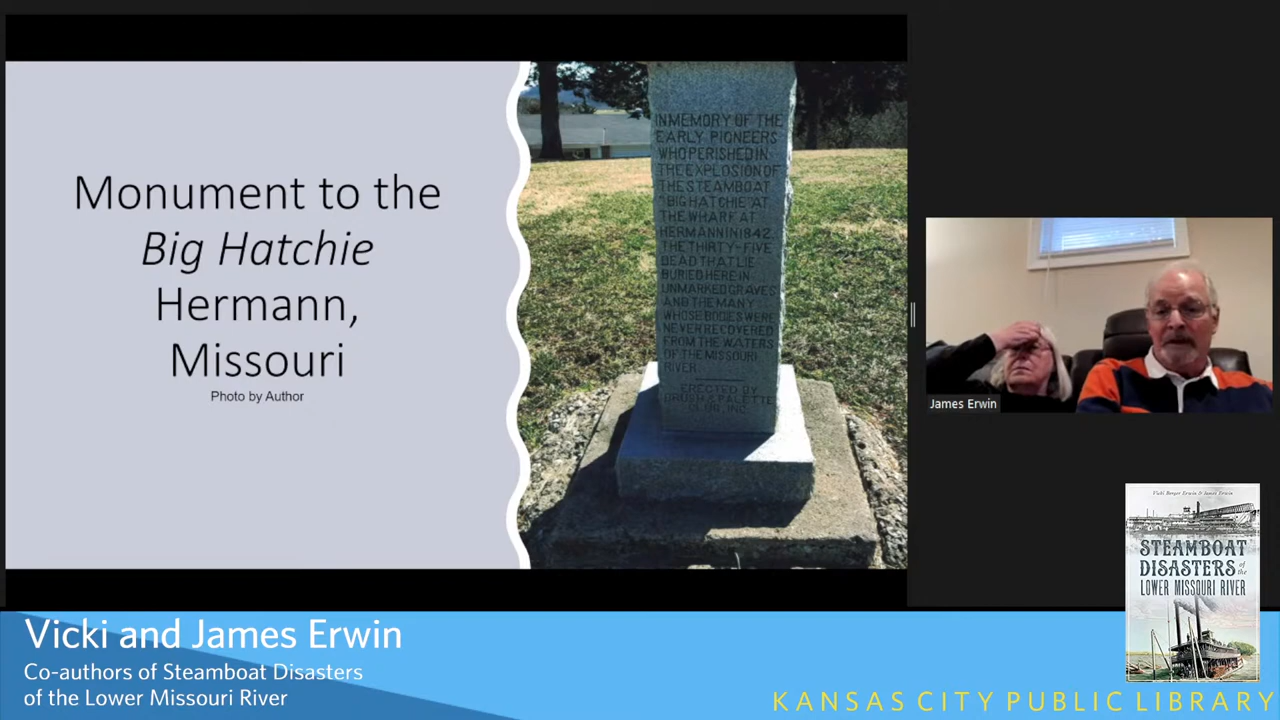 Monument to the
Big Hatchie
Hermann,
Missouri
Photo by Author
IN MEMORY OF THE
EARLY PIONEERS
WHO PERISHED IN
THE EXPLOSION OF
THE STEAMBOAT
"BIG HATCHIE" AT
THE WHARF AT
HERMANN IN 1842.
THE THIRTY-FIVE
DEAD THAT LIE
BURIED HERE IN
UNMARKED GRAVES
AND THE MANY
WHOSE BODIES WERE
NEVER RECOVERED
FROM THE WATERS
OF THE MISSOURI
RIVER.
ERECTED BY
BRUSH & PALETTE
CLUB, INC.
James Erwin
Vicki Berger Erwin & James Erwin
STEAMBOAT
DISASTERS of the
LOWER MISSOURI RIVER
Vicki and James Erwin
Co-authors of Steamboat Disasters
of the Lower Missouri River
KANSAS CITY PUBLIC LIBRARY